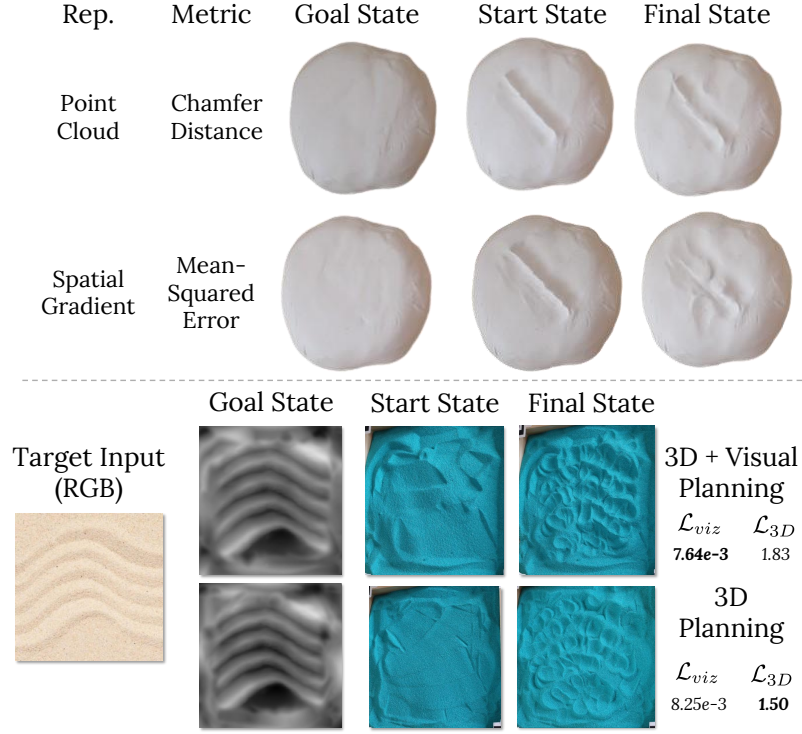 Rep. Metric Goal State Start State Final State
Point
Cloud
Chamfer
Distance
Spatial
Gradient
Mean-
Squared
Error
Goal State Start State Final State
Target Input
(RGB)
3D + Visual
Planning
ℒ_viz ℒ_3D
7.64e-3 1.83
3D
Planning
ℒ_viz ℒ_3D
8.25e-3 1.50